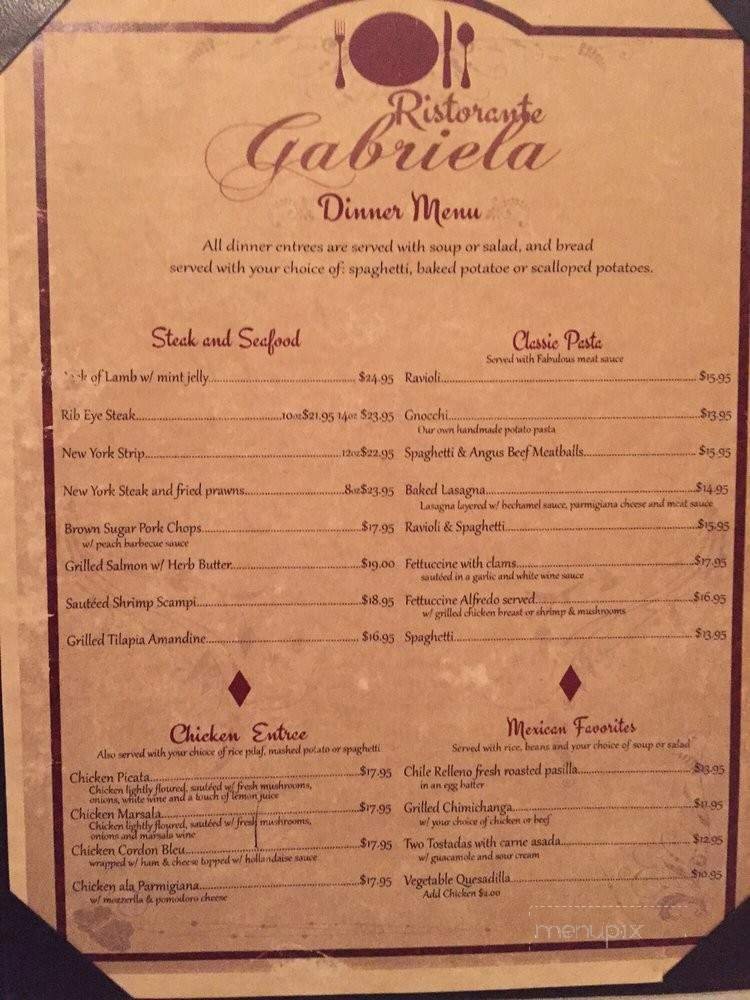 Ristorante
Gabriela
Dinner Menu
All dinner entrees are served with soup or salad, and bread
served with your choice of: spaghetti, baked potatoe or scalloped potatoes.
Steak and Seafood
of Lamb w/ mint jelly $24.95
Rib Eye Steak 10oz$21.95 14oz $23.95
New York Strip 12oz$22.95
New York Steak and fried prawns 8oz$23.95
Brown Sugar Pork Chops $17.95
w/ peach barbecue sauce
Grilled Salmon w/ Herb Butter $19.00
Sautéed Shrimp Scampi $18.95
Grilled Tilapia Amandine $16.95
Classic Pasta
Served with Fabulous meat sauce
Ravioli $15.95
Gnocchi $13.95
Our own handmade potato pasta
Spaghetti & Angus Beef Meatballs $15.95
Baked Lasagna $14.95
Lasagna layered w/ bechamel sauce, parmigiana cheese and meat sauce
Ravioli & Spaghetti $15.95
Fettuccine with clams $17.95
sautéed in a garlic and white wine sauce
Fettuccine Alfredo served $16.95
w/ grilled chicken breast or shrimp & mushrooms
Spaghetti $13.95
Chicken Entree
Also served with your chioce of rice pilaf, mashed potato or spaghetti
Chicken Picata $17.95
Chicken lightly floured, sautéed w/ fresh mushrooms,
onions, white wine and a touch of lemon juice
Chicken Marsala $17.95
Chicken lightly floured, sautéed w/ fresh mushrooms,
onions and marsala wine
Chicken Cordon Bleu $17.95
wrapped w/ ham & cheese topped w/ hollandaise sauce
Chicken ala Parmigiana $17.95
w/ mozzerlla & pomodoro cheese
Mexican Favorites
Served with rice, beans and your choice of soup or salad
Chile Relleno fresh roasted pasilla $13.95
in an egg batter
Grilled Chimichanga $11.95
w/ your choice of chicken or beef
Two Tostadas with carne asada $12.95
w/ guacamole and sour cream
Vegetable Quesadilla $10.95
Add Chicken $2.00
menupix